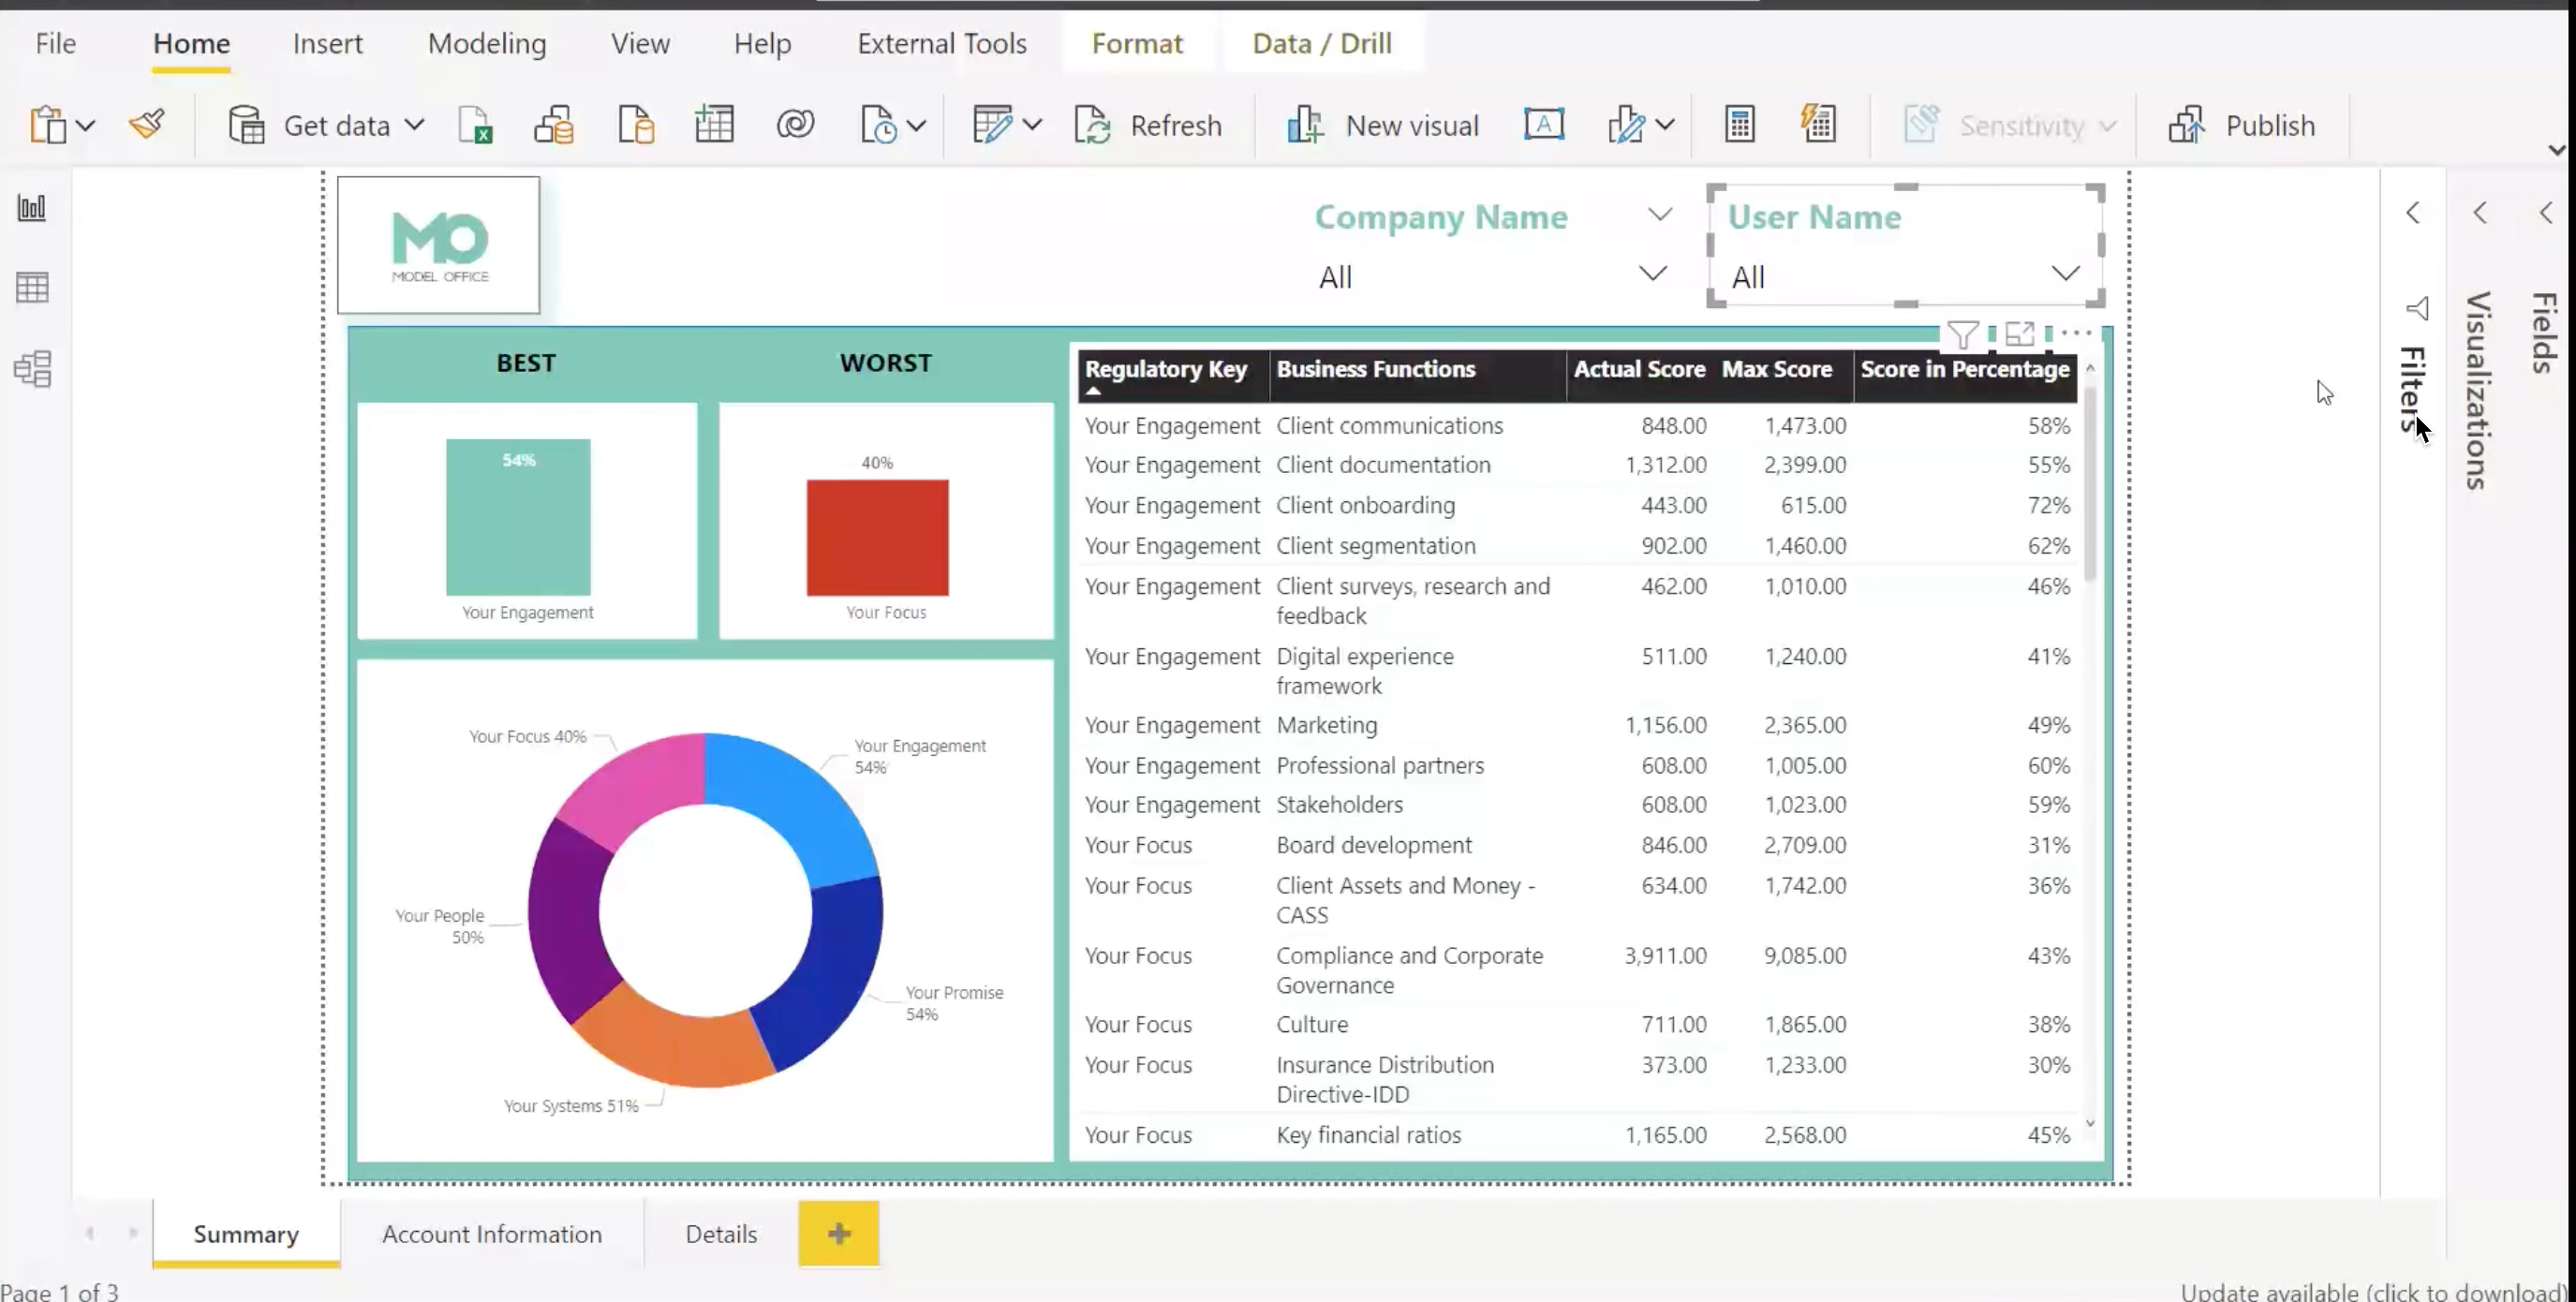 File Home Insert Modeling View Help External Tools Format Data / Drill
Get data Refresh New visual A Sensitivity Publish
MO
MODEL OFFICE
Company Name
All
User Name
All
Filters
Visualizations
Fields
BEST
54%
Your Engagement
WORST
40%
Your Focus
Your Focus 40%
Your Engagement
54%
Your People
50%
Your Promise
54%
Your Systems 51%
Regulatory Key Business Functions Actual Score Max Score Score in Percentage
Your Engagement Client communications 848.00 1,473.00 58%
Your Engagement Client documentation 1,312.00 2,399.00 55%
Your Engagement Client onboarding 443.00 615.00 72%
Your Engagement Client segmentation 902.00 1,460.00 62%
Your Engagement Client surveys, research and 462.00 1,010.00 46%
feedback
Your Engagement Digital experience 511.00 1,240.00 41%
framework
Your Engagement Marketing 1,156.00 2,365.00 49%
Your Engagement Professional partners 608.00 1,005.00 60%
Your Engagement Stakeholders 608.00 1,023.00 59%
Your Focus Board development 846.00 2,709.00 31%
Your Focus Client Assets and Money - 634.00 1,742.00 36%
CASS
Your Focus Compliance and Corporate 3,911.00 9,085.00 43%
Governance
Your Focus Culture 711.00 1,865.00 38%
Your Focus Insurance Distribution 373.00 1,233.00 30%
Directive-IDD
Your Focus Key financial ratios 1,165.00 2,568.00 45%
Summary Account Information Details
Page 1 of 3
Update available (click to download)